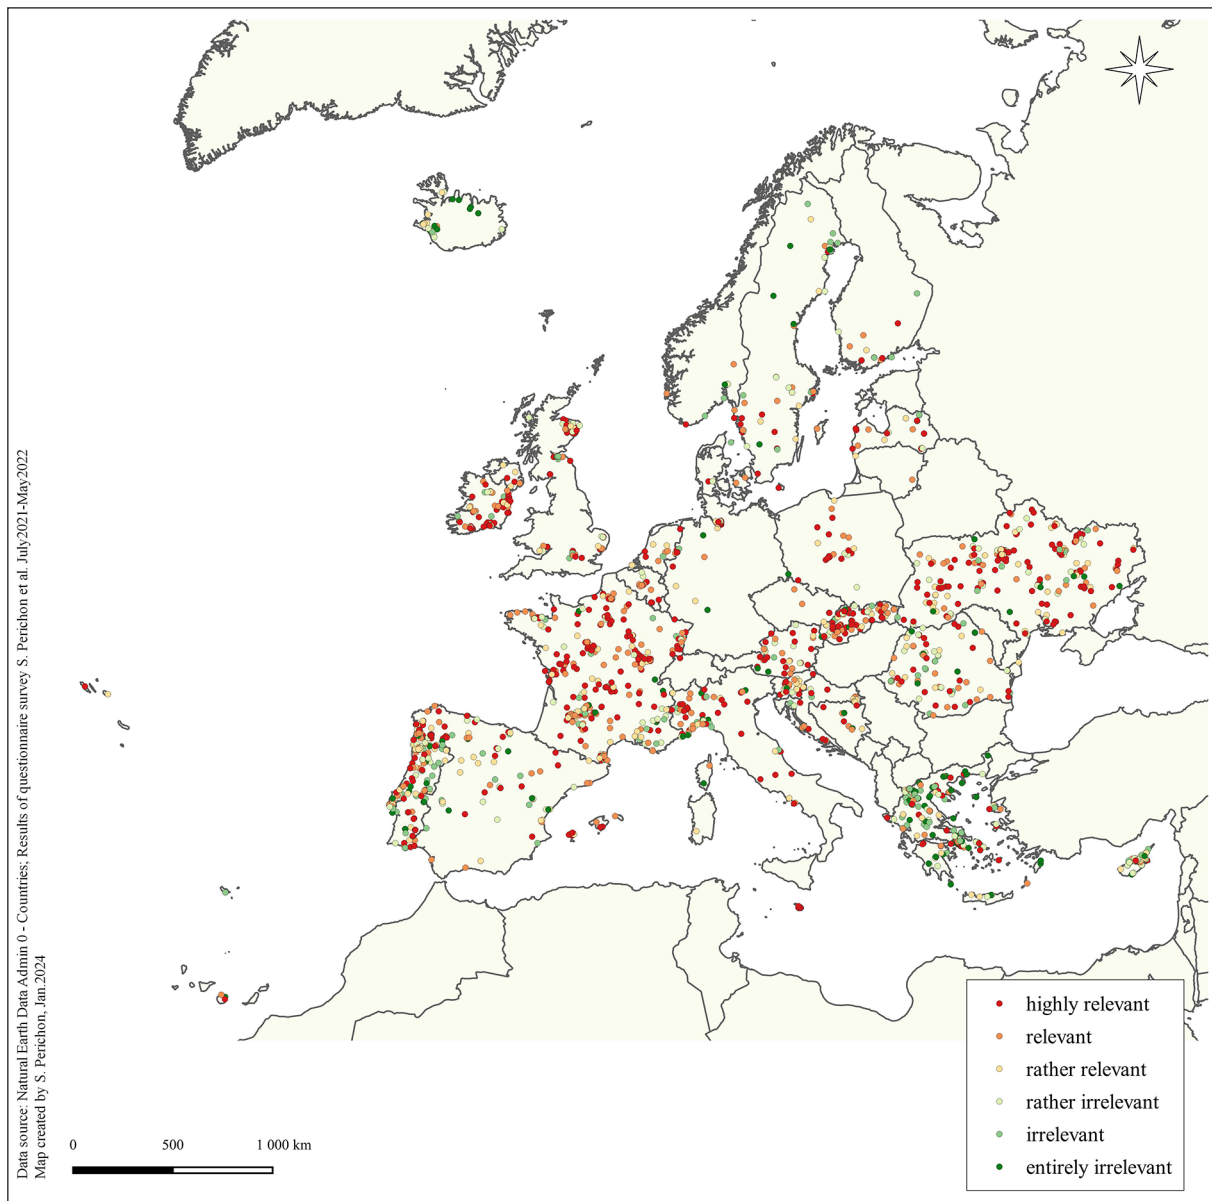 Data source: Natural Earth Data Admin 0 - Countries; Results of questionnaire survey S. Perichon et al. July2021-May2022
Map created by S. Perichon, Jan.2024
0 500 1 000 km
highly relevant
relevant
rather relevant
rather irrelevant
irrelevant
entirely irrelevant